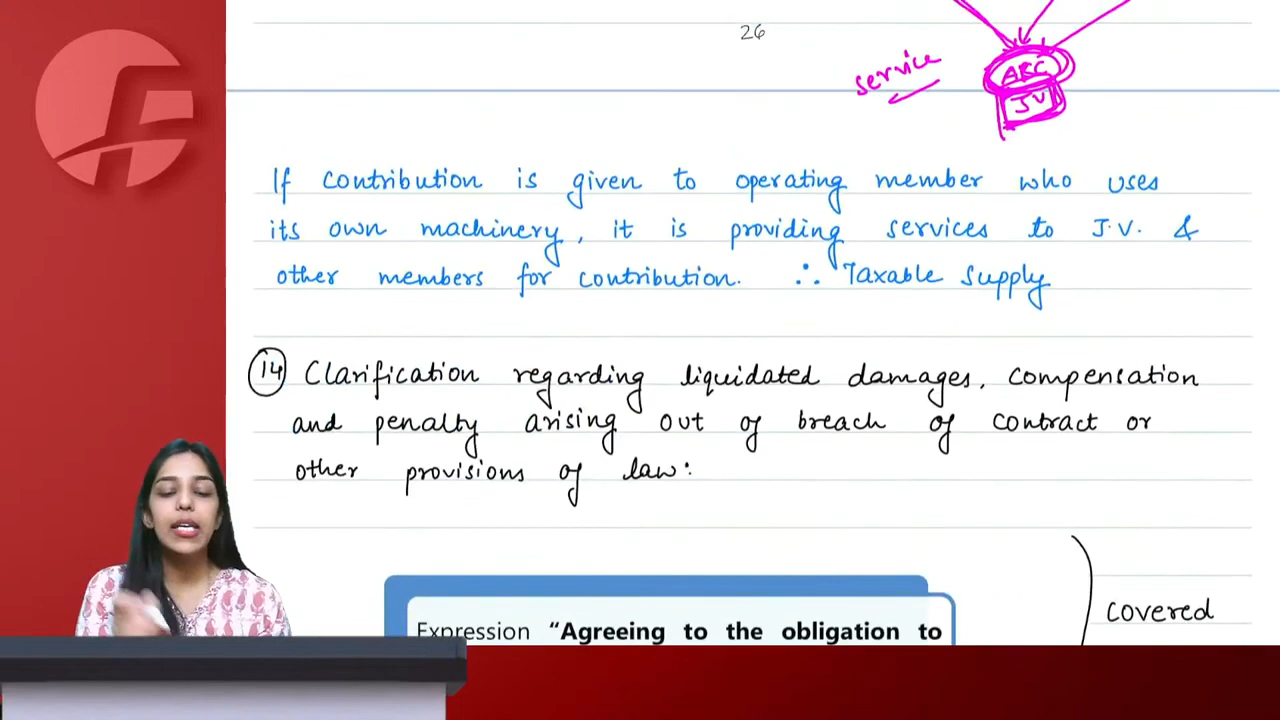 26
service
ABC
JV
If contribution is given to operating member who uses
its own machinery, it is providing services to J.V. &
other members for contribution. ∴ Taxable Supply
14 Clarification regarding liquidated damages, compensation
and penalty arising out of breach of contract or
other provisions of law:
Expression “Agreeing to the obligation to
covered